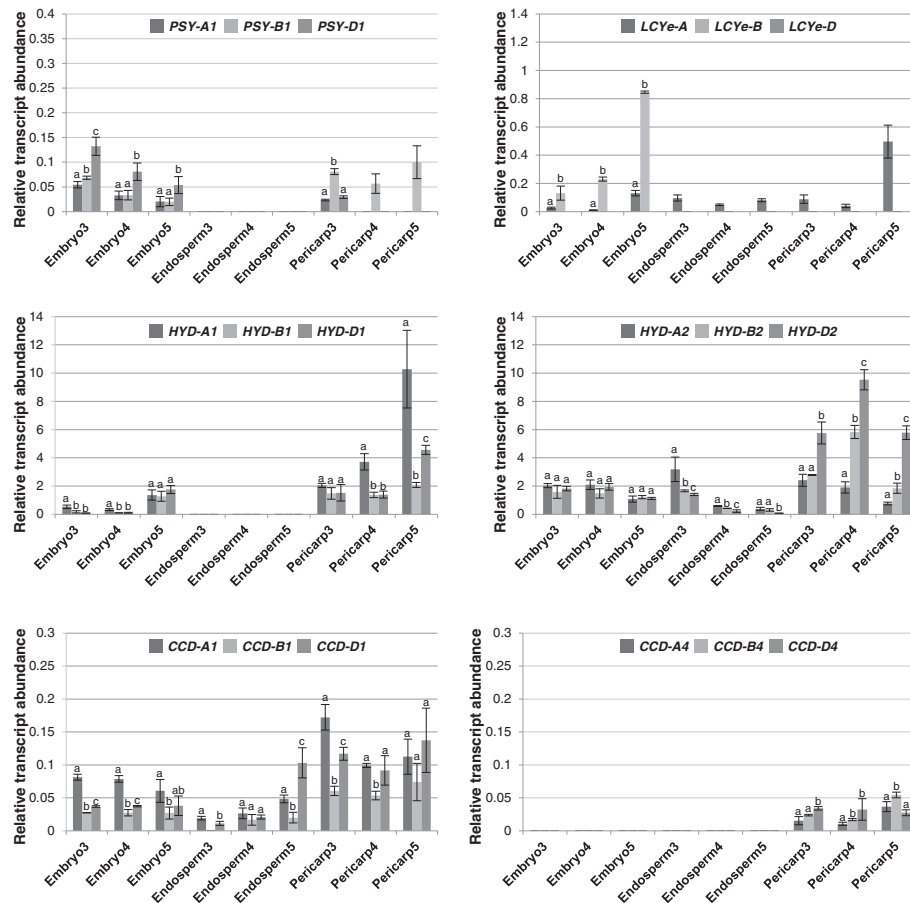 Relative transcript abundance
PSY-A1 PSY-B1 PSY-D1
0.4
0.35
0.3
0.25
0.2
0.15
0.1
0.05
0
a b c
a a b
a a b
a b a
Embryo3 Embryo4 Embryo5 Endosperm3 Endosperm4 Endosperm5 Pericarp3 Pericarp4 Pericarp5
Relative transcript abundance
LCYe-A LCYe-B LCYe-D
1.4
1.2
1
0.8
0.6
0.4
0.2
0
a b
a b
a b
Embryo3 Embryo4 Embryo5 Endosperm3 Endosperm4 Endosperm5 Pericarp3 Pericarp4 Pericarp5
Relative transcript abundance
HYD-A1 HYD-B1 HYD-D1
14
12
10
8
6
4
2
0
a b b
a b b
a a a
a a a
a b b
a b c
Embryo3 Embryo4 Embryo5 Endosperm3 Endosperm4 Endosperm5 Pericarp3 Pericarp4 Pericarp5
Relative transcript abundance
HYD-A2 HYD-B2 HYD-D2
14
12
10
8
6
4
2
0
a a a
a a a
a a a
a b c
a b c
a a b
a a b
a b c
a b c
Embryo3 Embryo4 Embryo5 Endosperm3 Endosperm4 Endosperm5 Pericarp3 Pericarp4 Pericarp5
Relative transcript abundance
CCD-A1 CCD-B1 CCD-D1
0.3
0.25
0.2
0.15
0.1
0.05
0
a b c
a b c
a b ab
a b
a a a
a b c
a b c
a b a
a a a
Embryo3 Embryo4 Embryo5 Endosperm3 Endosperm4 Endosperm5 Pericarp3 Pericarp4 Pericarp5
Relative transcript abundance
CCD-A4 CCD-B4 CCD-D4
0.3
0.25
0.2
0.15
0.1
0.05
0
a a b
a b b
a b a
Embryo3 Embryo4 Embryo5 Endosperm3 Endosperm4 Endosperm5 Pericarp3 Pericarp4 Pericarp5